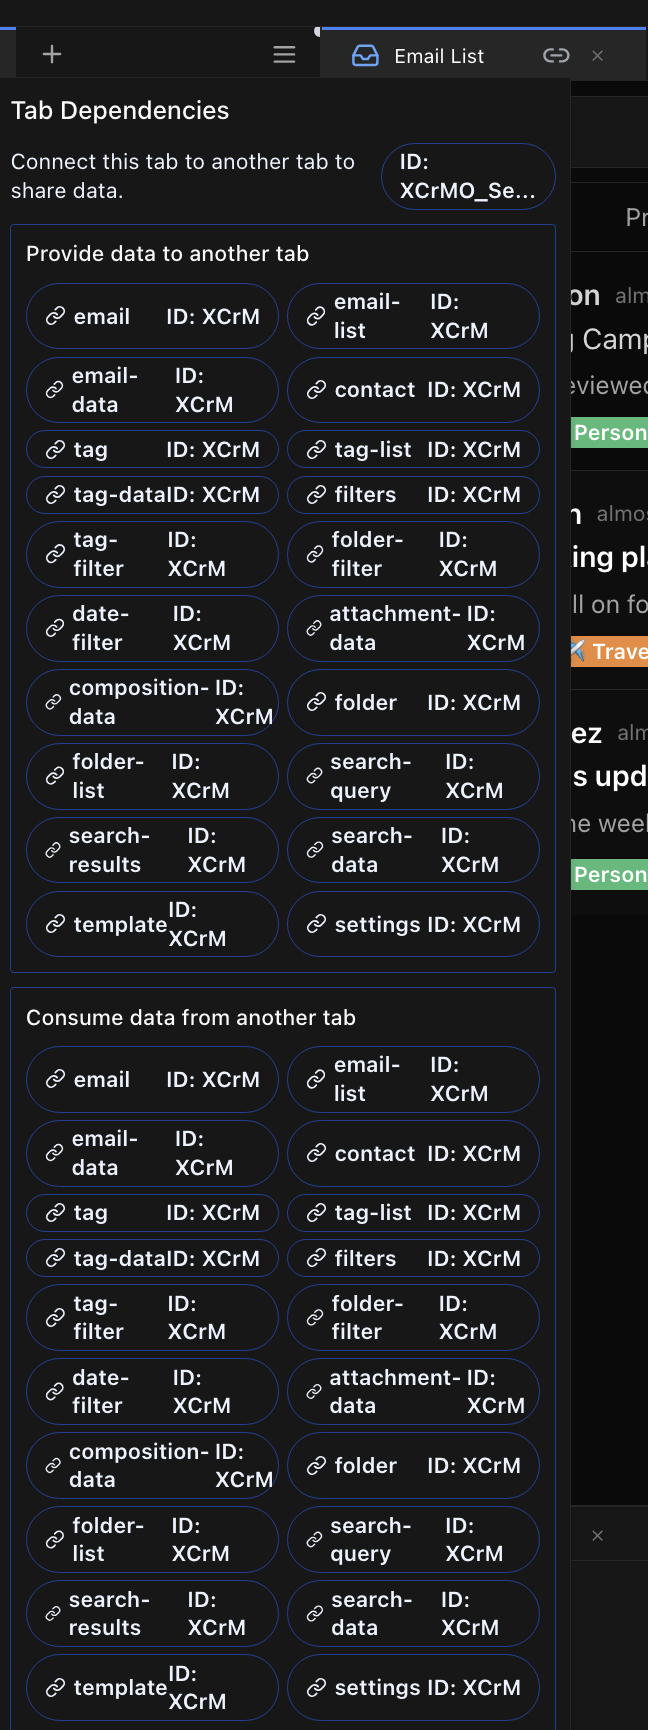 Email List
Tab Dependencies
Connect this tab to another tab to
share data.
ID:
XCrMO_Se...
Provide data to another tab
email ID: XCrM
email-list ID: XCrM
email-data ID: XCrM
contact ID: XCrM
tag ID: XCrM
tag-list ID: XCrM
tag-data ID: XCrM
filters ID: XCrM
tag-filter ID: XCrM
folder-filter ID: XCrM
date-filter ID: XCrM
attachment-data ID: XCrM
composition-data ID: XCrM
folder ID: XCrM
folder-list ID: XCrM
search-query ID: XCrM
search-results ID: XCrM
search-data ID: XCrM
template ID: XCrM
settings ID: XCrM
Consume data from another tab
email ID: XCrM
email-list ID: XCrM
email-data ID: XCrM
contact ID: XCrM
tag ID: XCrM
tag-list ID: XCrM
tag-data ID: XCrM
filters ID: XCrM
tag-filter ID: XCrM
folder-filter ID: XCrM
date-filter ID: XCrM
attachment-data ID: XCrM
composition-data ID: XCrM
folder ID: XCrM
folder-list ID: XCrM
search-query ID: XCrM
search-results ID: XCrM
search-data ID: XCrM
template ID: XCrM
settings ID: XCrM
Pr
on alm
Camp
eviewed
Person
n almos
ing pla
ll on fo
Trave
ez alm
s upd
ne week
Person